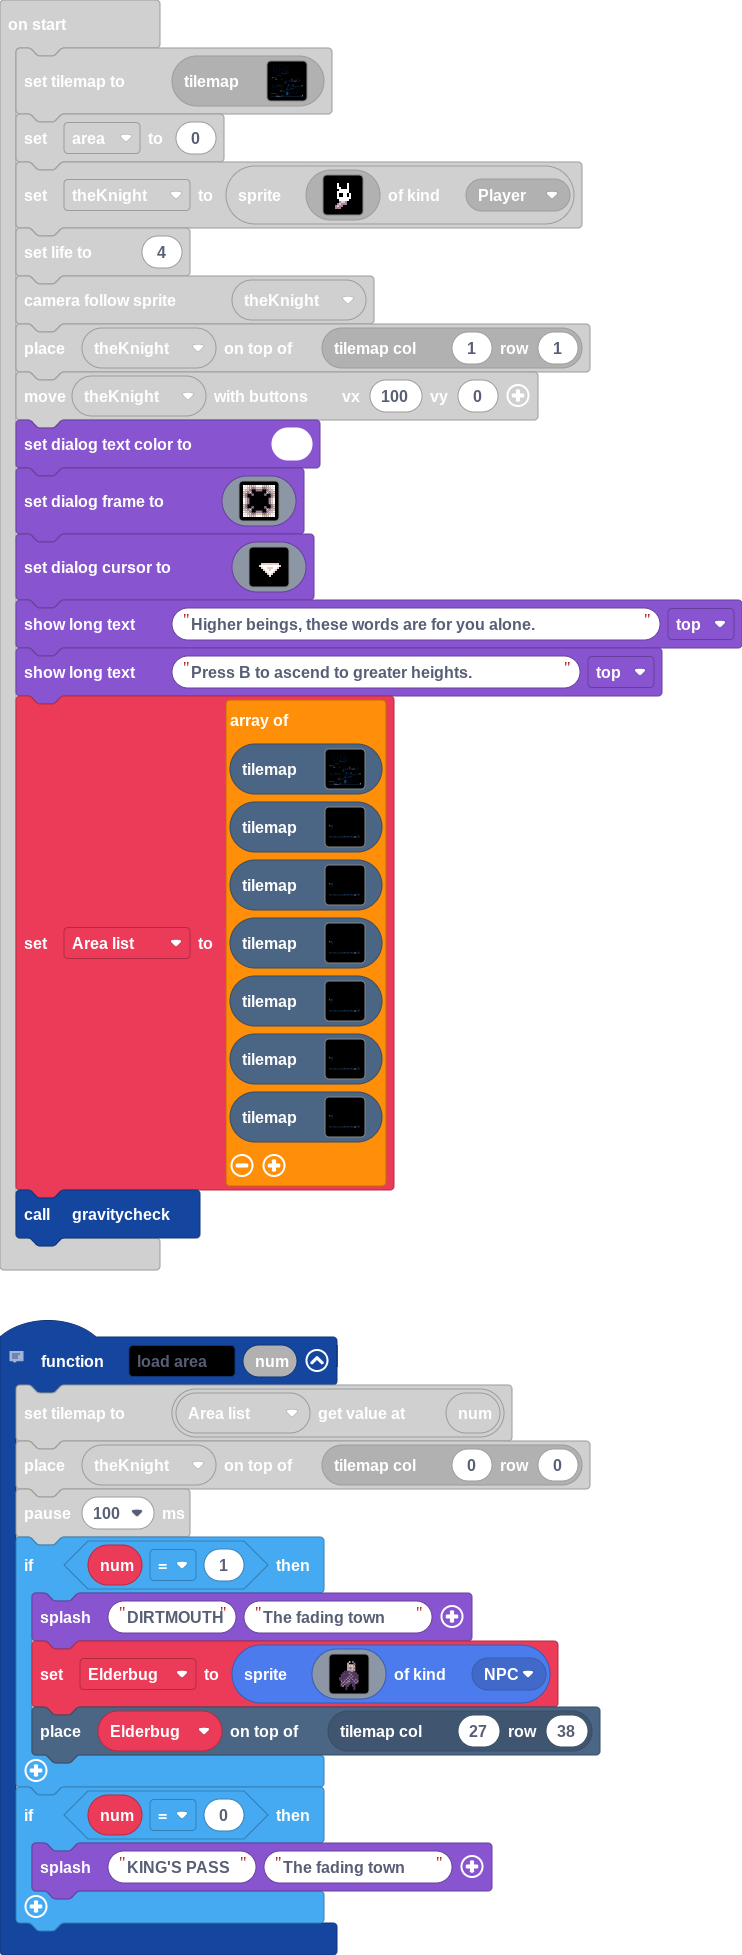 on start
set tilemap to tilemap
set area to 0
set theKnight to sprite of kind Player
set life to 4
camera follow sprite theKnight
place theKnight on top of tilemap col 1 row 1
move theKnight with buttons vx 100 vy 0
set dialog text color to
set dialog frame to
set dialog cursor to
show long text "Higher beings, these words are for you alone." top
show long text "Press B to ascend to greater heights." top
array of
tilemap
tilemap
tilemap
set Area list to tilemap
tilemap
tilemap
tilemap
call gravitycheck
function load area num
set tilemap to Area list get value at num
place theKnight on top of tilemap col 0 row 0
pause 100 ms
if num = 1 then
splash "DIRTMOUTH" "The fading town"
set Elderbug to sprite of kind NPC
place Elderbug on top of tilemap col 27 row 38
if num = 0 then
splash "KING'S PASS" "The fading town"